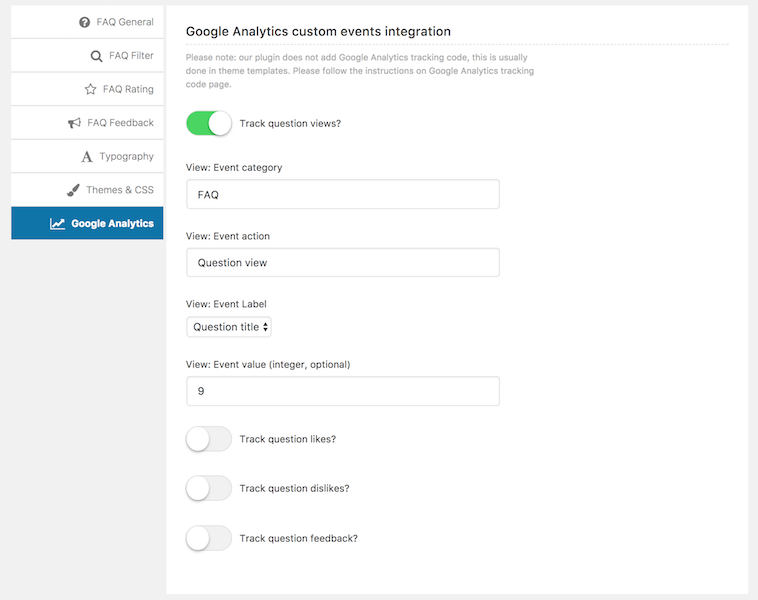 FAQ General
FAQ Filter
FAQ Rating
FAQ Feedback
Typography
Themes & CSS
Google Analytics
Google Analytics custom events integration
Please note: our plugin does not add Google Analytics tracking code, this is usually
done in theme templates. Please follow the instructions on Google Analytics tracking
code page.
Track question views?
View: Event category
FAQ
View: Event action
Question view
View: Event Label
Question title
View: Event value (integer, optional)
9
Track question likes?
Track question dislikes?
Track question feedback?